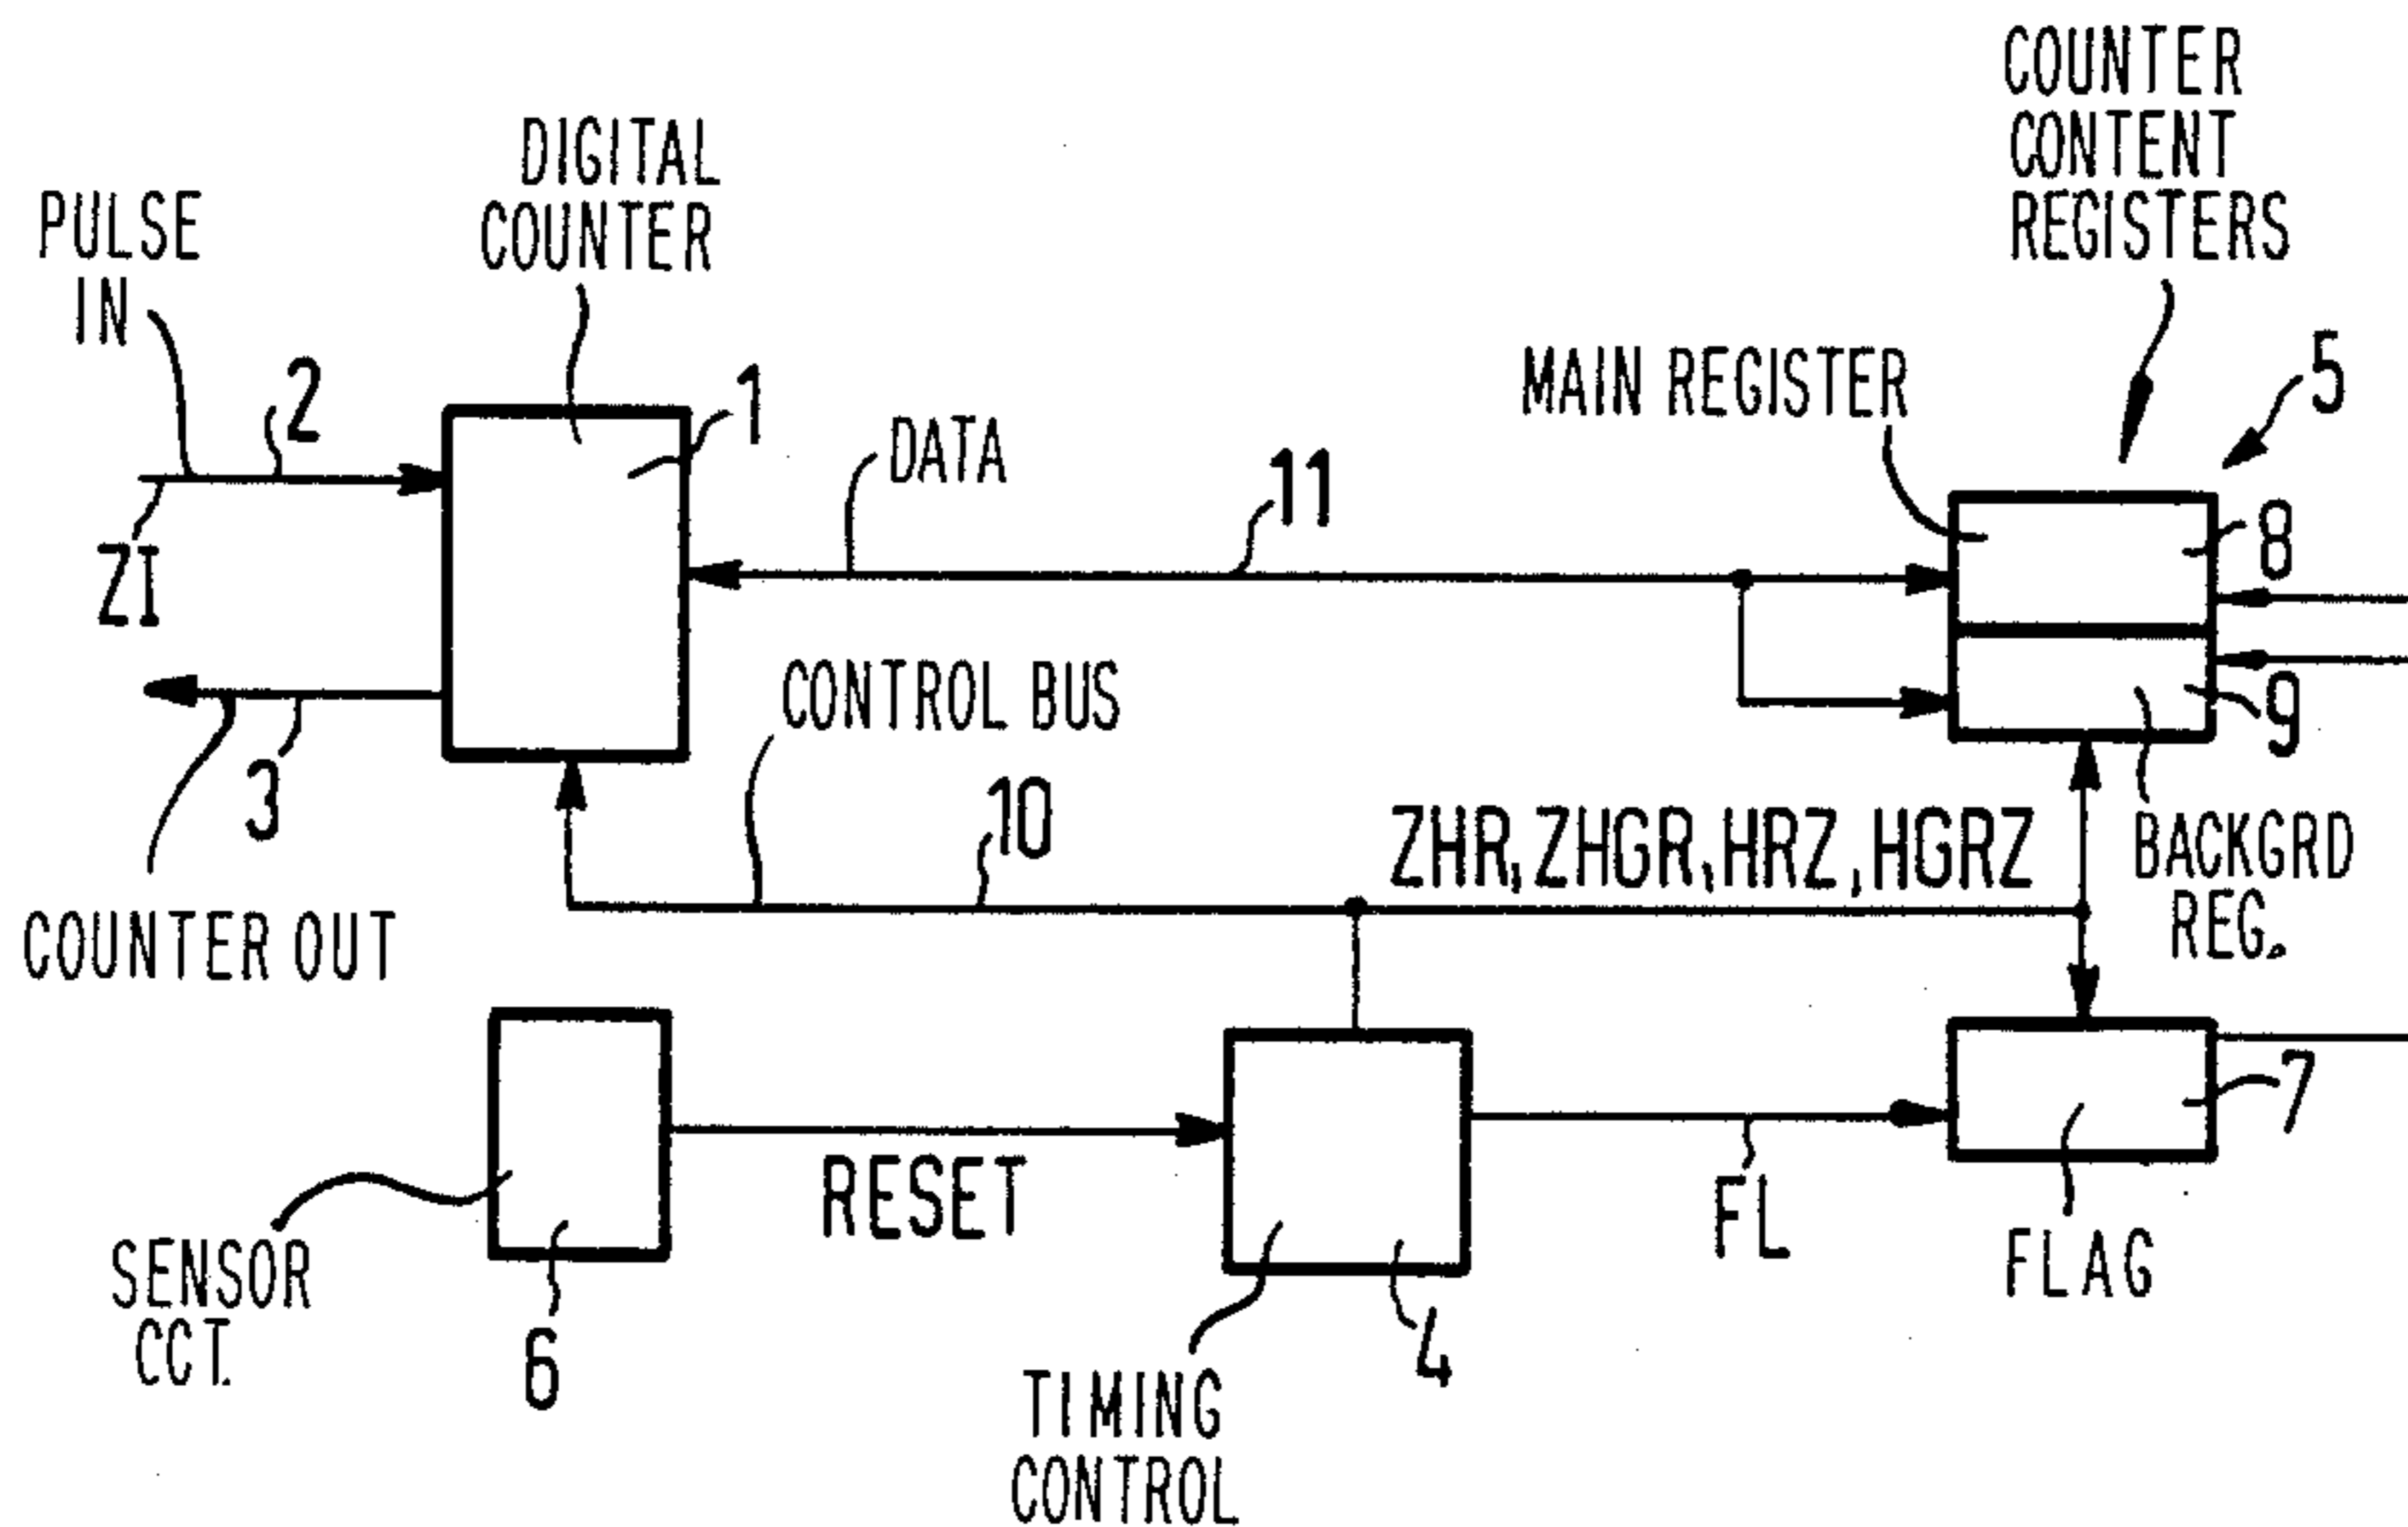 COUNTER
CONTENT
REGISTERS
DIGITAL
COUNTER
PULSE
IN
2
1
DATA
11
MAIN REGISTER
5
8
ZI
CONTROL BUS
9
3
10
ZHR, ZHGR, HRZ, HGRZ
BACKGRD
REG.
COUNTER OUT
7
RESET
FL
FLAG
SENSOR
CCT.
6
4
TIMING
CONTROL